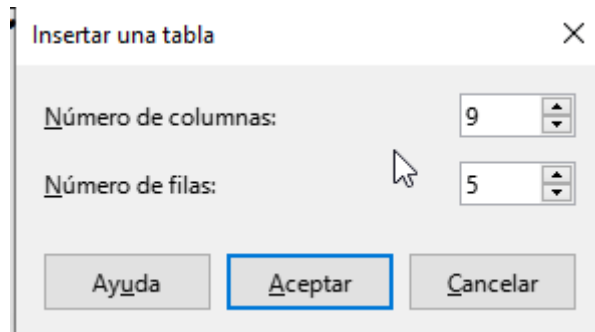 Insertar una tabla
Número de columnas: 9
Número de filas: 5
Ayuda Aceptar Cancelar